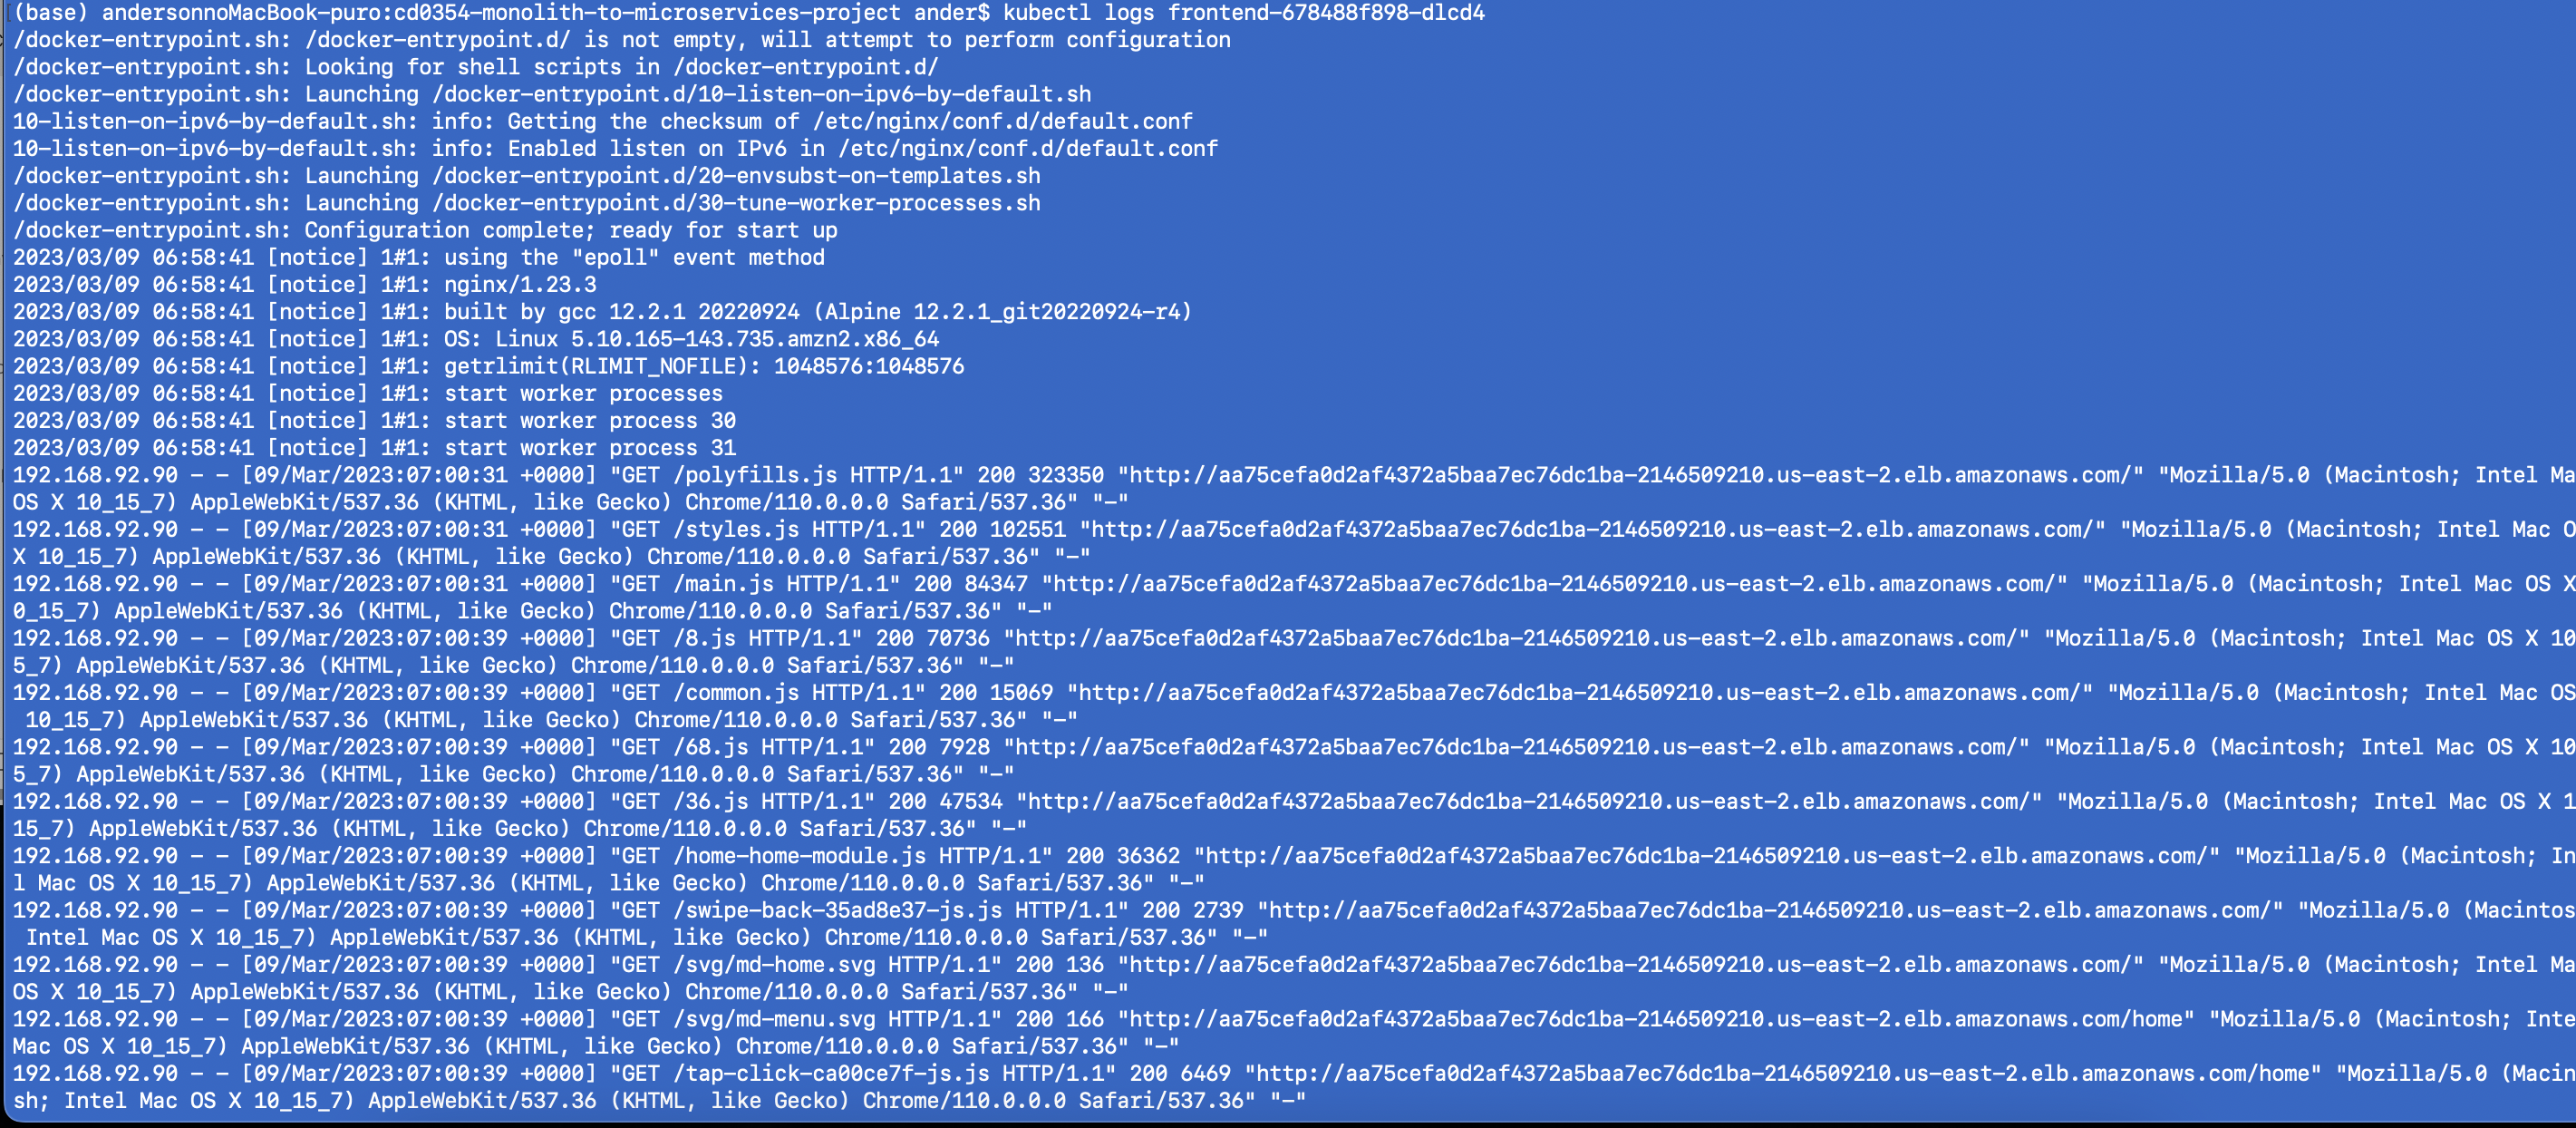 (base) andersonnoMacBook-puro:cd0354-monolith-to-microservices-project ander$ kubectl logs frontend-678488f898-dlcd4
/docker-entrypoint.sh: /docker-entrypoint.d/ is not empty, will attempt to perform configuration
/docker-entrypoint.sh: Looking for shell scripts in /docker-entrypoint.d/
/docker-entrypoint.sh: Launching /docker-entrypoint.d/10-listen-on-ipv6-by-default.sh
10-listen-on-ipv6-by-default.sh: info: Getting the checksum of /etc/nginx/conf.d/default.conf
10-listen-on-ipv6-by-default.sh: info: Enabled listen on IPv6 in /etc/nginx/conf.d/default.conf
/docker-entrypoint.sh: Launching /docker-entrypoint.d/20-envsubst-on-templates.sh
/docker-entrypoint.sh: Launching /docker-entrypoint.d/30-tune-worker-processes.sh
/docker-entrypoint.sh: Configuration complete; ready for start up
2023/03/09 06:58:41 [notice] 1#1: using the "epoll" event method
2023/03/09 06:58:41 [notice] 1#1: nginx/1.23.3
2023/03/09 06:58:41 [notice] 1#1: built by gcc 12.2.1 20220924 (Alpine 12.2.1_git20220924-r4)
2023/03/09 06:58:41 [notice] 1#1: OS: Linux 5.10.165-143.735.amzn2.x86_64
2023/03/09 06:58:41 [notice] 1#1: getrlimit(RLIMIT_NOFILE): 1048576:1048576
2023/03/09 06:58:41 [notice] 1#1: start worker processes
2023/03/09 06:58:41 [notice] 1#1: start worker process 30
2023/03/09 06:58:41 [notice] 1#1: start worker process 31
192.168.92.90 - - [09/Mar/2023:07:00:31 +0000] "GET /polyfills.js HTTP/1.1" 200 323350 "http://aa75cefa0d2af4372a5baa7ec76dc1ba-2146509210.us-east-2.elb.amazonaws.com/" "Mozilla/5.0 (Macintosh; Intel Ma
OS X 10_15_7) AppleWebKit/537.36 (KHTML, like Gecko) Chrome/110.0.0.0 Safari/537.36" "-"
192.168.92.90 - - [09/Mar/2023:07:00:31 +0000] "GET /styles.js HTTP/1.1" 200 102551 "http://aa75cefa0d2af4372a5baa7ec76dc1ba-2146509210.us-east-2.elb.amazonaws.com/" "Mozilla/5.0 (Macintosh; Intel Mac O
X 10_15_7) AppleWebKit/537.36 (KHTML, like Gecko) Chrome/110.0.0.0 Safari/537.36" "-"
192.168.92.90 - - [09/Mar/2023:07:00:31 +0000] "GET /main.js HTTP/1.1" 200 84347 "http://aa75cefa0d2af4372a5baa7ec76dc1ba-2146509210.us-east-2.elb.amazonaws.com/" "Mozilla/5.0 (Macintosh; Intel Mac OS X
0_15_7) AppleWebKit/537.36 (KHTML, like Gecko) Chrome/110.0.0.0 Safari/537.36" "-"
192.168.92.90 - - [09/Mar/2023:07:00:39 +0000] "GET /8.js HTTP/1.1" 200 70736 "http://aa75cefa0d2af4372a5baa7ec76dc1ba-2146509210.us-east-2.elb.amazonaws.com/" "Mozilla/5.0 (Macintosh; Intel Mac OS X 10
5_7) AppleWebKit/537.36 (KHTML, like Gecko) Chrome/110.0.0.0 Safari/537.36" "-"
192.168.92.90 - - [09/Mar/2023:07:00:39 +0000] "GET /common.js HTTP/1.1" 200 15069 "http://aa75cefa0d2af4372a5baa7ec76dc1ba-2146509210.us-east-2.elb.amazonaws.com/" "Mozilla/5.0 (Macintosh; Intel Mac OS
10_15_7) AppleWebKit/537.36 (KHTML, like Gecko) Chrome/110.0.0.0 Safari/537.36" "-"
192.168.92.90 - - [09/Mar/2023:07:00:39 +0000] "GET /68.js HTTP/1.1" 200 7928 "http://aa75cefa0d2af4372a5baa7ec76dc1ba-2146509210.us-east-2.elb.amazonaws.com/" "Mozilla/5.0 (Macintosh; Intel Mac OS X 10
5_7) AppleWebKit/537.36 (KHTML, like Gecko) Chrome/110.0.0.0 Safari/537.36" "-"
192.168.92.90 - - [09/Mar/2023:07:00:39 +0000] "GET /36.js HTTP/1.1" 200 47534 "http://aa75cefa0d2af4372a5baa7ec76dc1ba-2146509210.us-east-2.elb.amazonaws.com/" "Mozilla/5.0 (Macintosh; Intel Mac OS X 1
15_7) AppleWebKit/537.36 (KHTML, like Gecko) Chrome/110.0.0.0 Safari/537.36" "-"
192.168.92.90 - - [09/Mar/2023:07:00:39 +0000] "GET /home-home-module.js HTTP/1.1" 200 36362 "http://aa75cefa0d2af4372a5baa7ec76dc1ba-2146509210.us-east-2.elb.amazonaws.com/" "Mozilla/5.0 (Macintosh; In
l Mac OS X 10_15_7) AppleWebKit/537.36 (KHTML, like Gecko) Chrome/110.0.0.0 Safari/537.36" "-"
192.168.92.90 - - [09/Mar/2023:07:00:39 +0000] "GET /swipe-back-35ad8e37-js.js HTTP/1.1" 200 2739 "http://aa75cefa0d2af4372a5baa7ec76dc1ba-2146509210.us-east-2.elb.amazonaws.com/" "Mozilla/5.0 (Macintos
Intel Mac OS X 10_15_7) AppleWebKit/537.36 (KHTML, like Gecko) Chrome/110.0.0.0 Safari/537.36" "-"
192.168.92.90 - - [09/Mar/2023:07:00:39 +0000] "GET /svg/md-home.svg HTTP/1.1" 200 136 "http://aa75cefa0d2af4372a5baa7ec76dc1ba-2146509210.us-east-2.elb.amazonaws.com/" "Mozilla/5.0 (Macintosh; Intel Ma
OS X 10_15_7) AppleWebKit/537.36 (KHTML, like Gecko) Chrome/110.0.0.0 Safari/537.36" "-"
192.168.92.90 - - [09/Mar/2023:07:00:39 +0000] "GET /svg/md-menu.svg HTTP/1.1" 200 166 "http://aa75cefa0d2af4372a5baa7ec76dc1ba-2146509210.us-east-2.elb.amazonaws.com/home" "Mozilla/5.0 (Macintosh; Inte
Mac OS X 10_15_7) AppleWebKit/537.36 (KHTML, like Gecko) Chrome/110.0.0.0 Safari/537.36" "-"
192.168.92.90 - - [09/Mar/2023:07:00:39 +0000] "GET /tap-click-ca00ce7f-js.js HTTP/1.1" 200 6469 "http://aa75cefa0d2af4372a5baa7ec76dc1ba-2146509210.us-east-2.elb.amazonaws.com/home" "Mozilla/5.0 (Macin
sh; Intel Mac OS X 10_15_7) AppleWebKit/537.36 (KHTML, like Gecko) Chrome/110.0.0.0 Safari/537.36" "-"